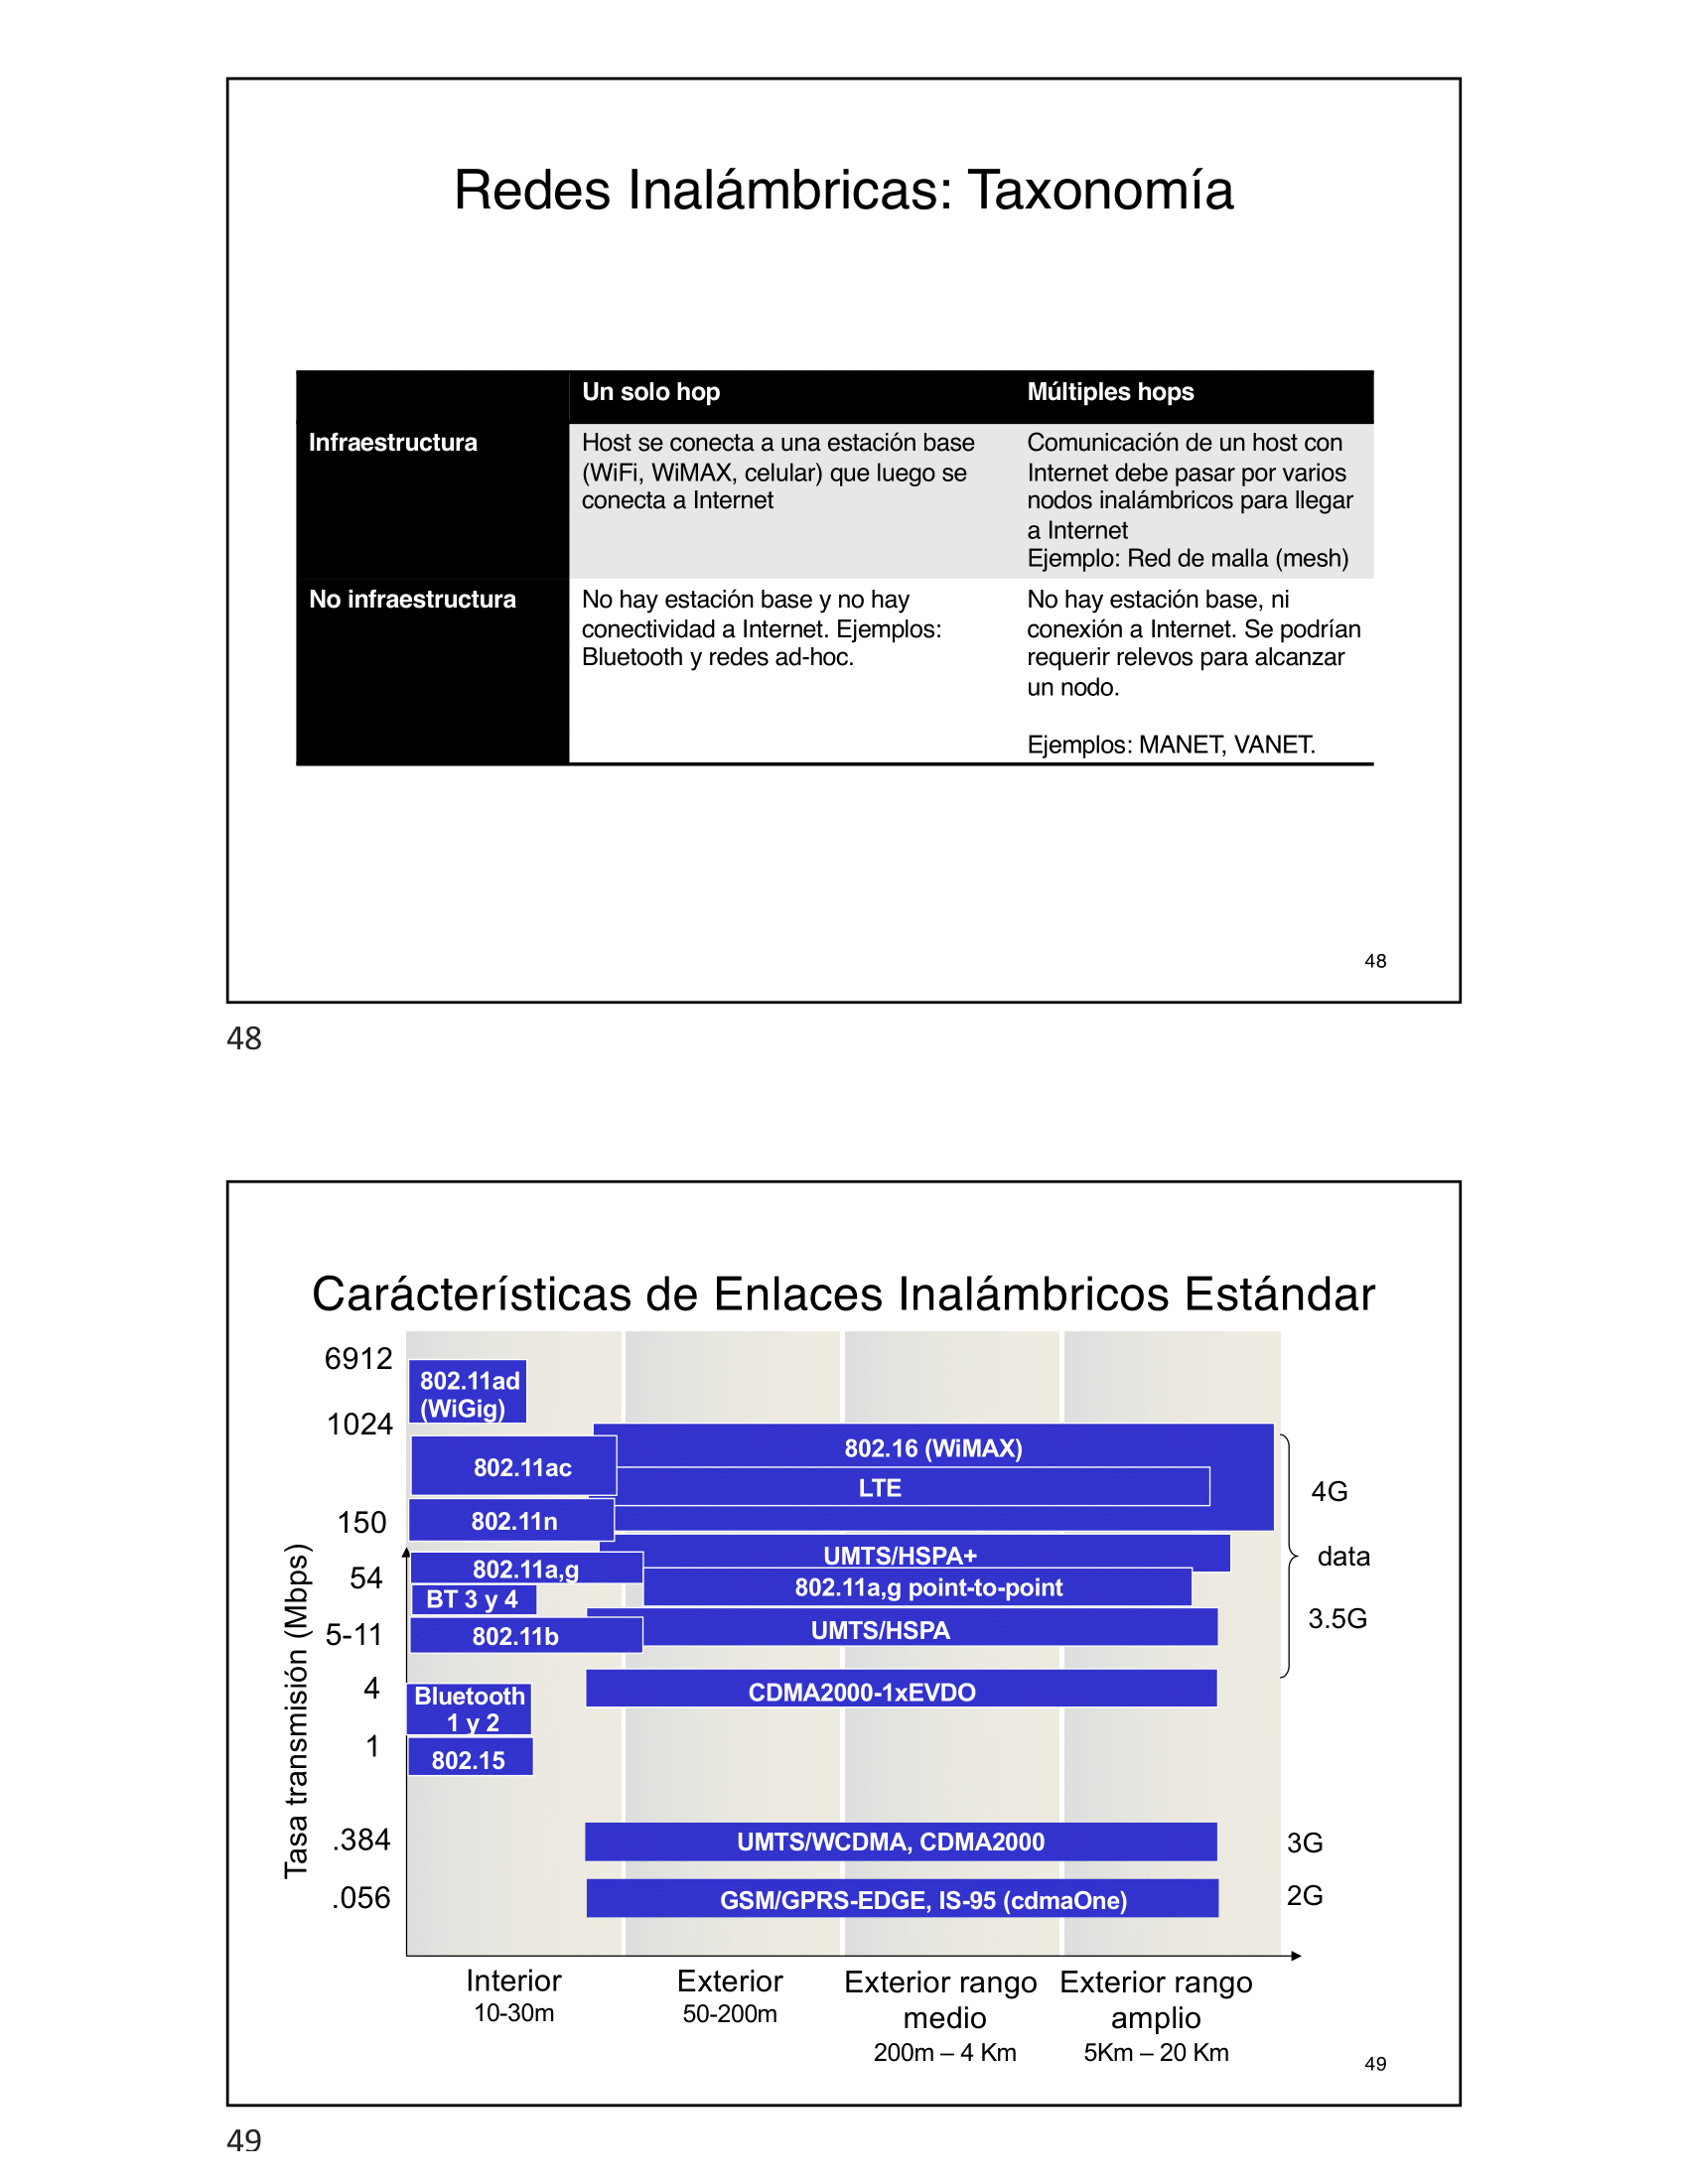 Redes Inalámbricas: Taxonomía
Un solo hop
Múltiples hops
Infraestructura
Host se conecta a una estación base
(WiFi, WiMAX, celular) que luego se
conecta a Internet
Comunicación de un host con
Internet debe pasar por varios
nodos inalámbricos para llegar
a Internet
Ejemplo: Red de malla (mesh)
No infraestructura
No hay estación base y no hay
conectividad a Internet. Ejemplos:
Bluetooth y redes ad-hoc.
No hay estación base, ni
conexión a Internet. Se podrían
requerir relevos para alcanzar
un nodo.
Ejemplos: MANET, VANET.
48
48
Carácterísticas de Enlaces Inalámbricos Estándar
Tasa transmisión (Mbps)
6912
802.11ad
(WiGig)
1024
802.16 (WiMAX)
802.11ac
LTE
4G
150
802.11n
UMTS/HSPA+
data
54
802.11a,g
802.11a,g point-to-point
BT 3 y 4
3.5G
5-11
802.11b
UMTS/HSPA
4
Bluetooth
1 y 2
CDMA2000-1xEVDO
1
802.15
.384
UMTS/WCDMA, CDMA2000
3G
.056
GSM/GPRS-EDGE, IS-95 (cdmaOne)
2G
Interior
10-30m
Exterior
50-200m
Exterior rango
medio
200m – 4 Km
Exterior rango
amplio
5Km – 20 Km
49
49